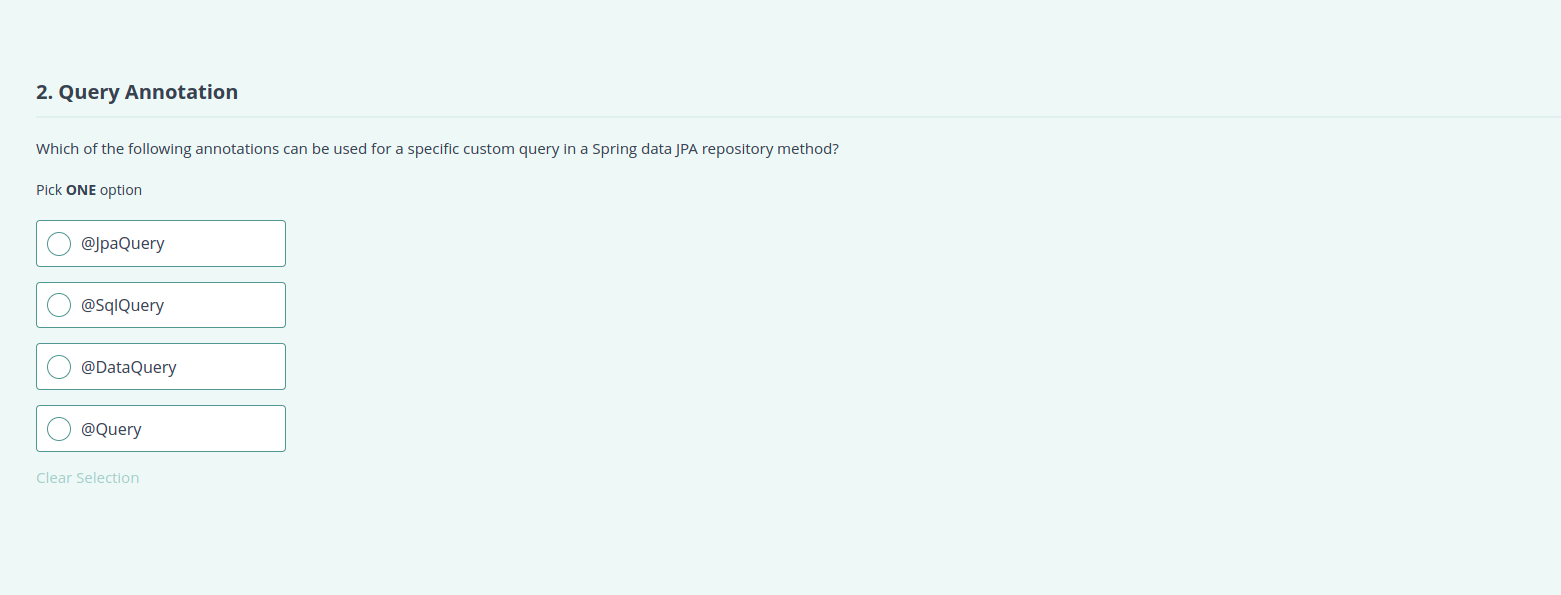 2. Query Annotation
Which of the following annotations can be used for a specific custom query in a Spring data JPA repository method?
Pick ONE option
@JpaQuery
@SqlQuery
@DataQuery
@Query
Clear Selection